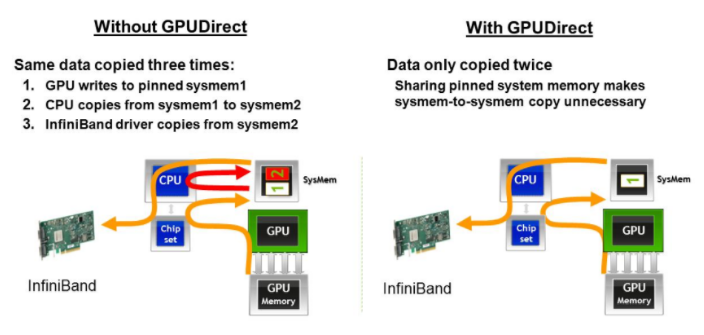 Without GPUDirect
Same data copied three times:
1. GPU writes to pinned sysmem1
2. CPU copies from sysmem1 to sysmem2
3. InfiniBand driver copies from sysmem2
CPU
2
1
SysMem
Chip
set
GPU
GPU
Memory
InfiniBand
With GPUDirect
Data only copied twice
Sharing pinned system memory makes
sysmem-to-sysmem copy unnecessary
CPU
1
SysMem
Chip
set
GPU
GPU
Memory
InfiniBand